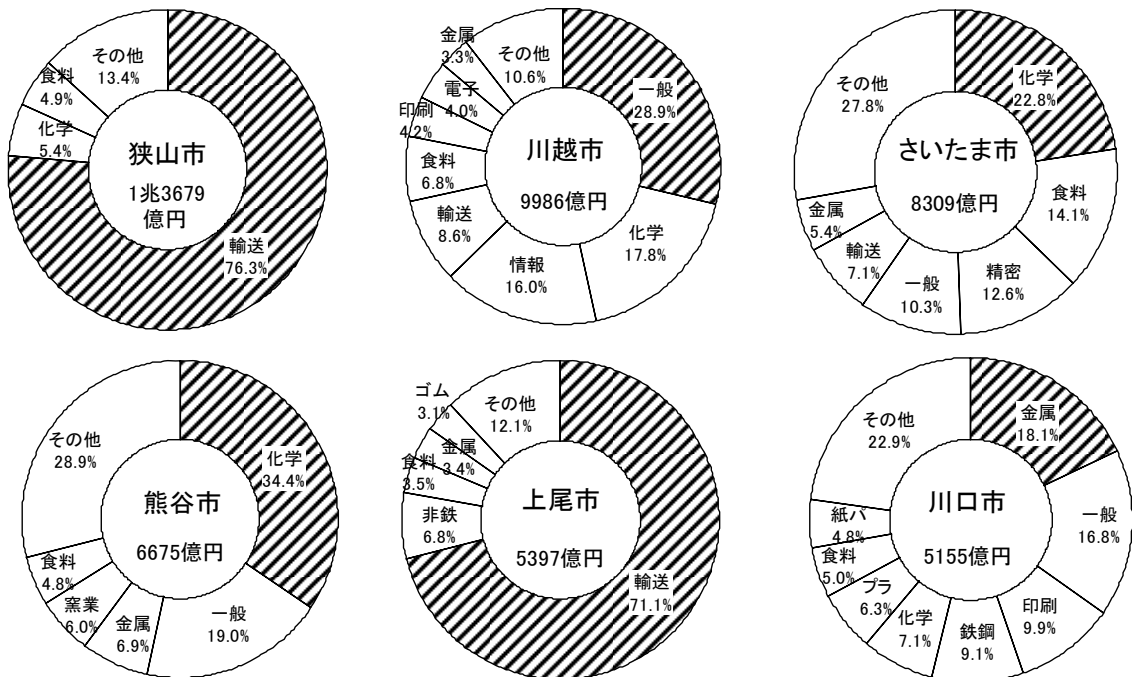 その他
13.4%
食料
4.9%
化学
5.4%
狭山市
1兆3679
億円
輸送
76.3%
金属
3.3%
その他
10.6%
電子
4.0%
印刷
4.2%
食料
6.8%
輸送
8.6%
情報
16.0%
化学
17.8%
一般
28.9%
川越市
9986億円
その他
27.8%
化学
22.8%
食料
14.1%
精密
12.6%
一般
10.3%
輸送
7.1%
金属
5.4%
さいたま市
8309億円
その他
28.9%
化学
34.4%
熊谷市
6675億円
食料
4.8%
窯業
6.0%
金属
6.9%
一般
19.0%
ゴム
3.1%
その他
12.1%
金属
3.4%
食料
3.5%
非鉄
6.8%
上尾市
5397億円
輸送
71.1%
その他
22.9%
金属
18.1%
一般
16.8%
印刷
9.9%
鉄鋼
9.1%
化学
7.1%
プラ
6.3%
食料
5.0%
紙パ
4.8%
川口市
5155億円